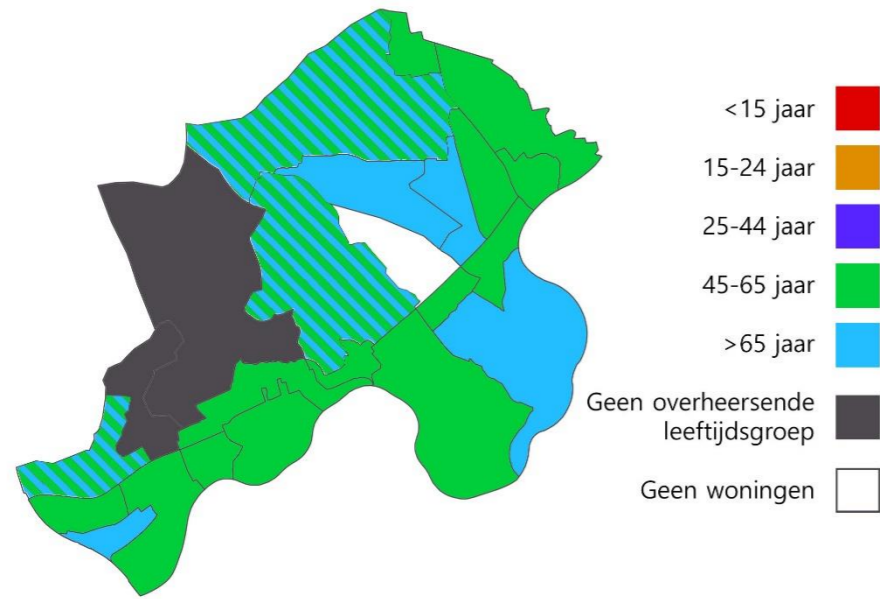 <15 jaar
15-24 jaar
25-44 jaar
45-65 jaar
>65 jaar
Geen overheersende
leeftijdsgroep
Geen woningen